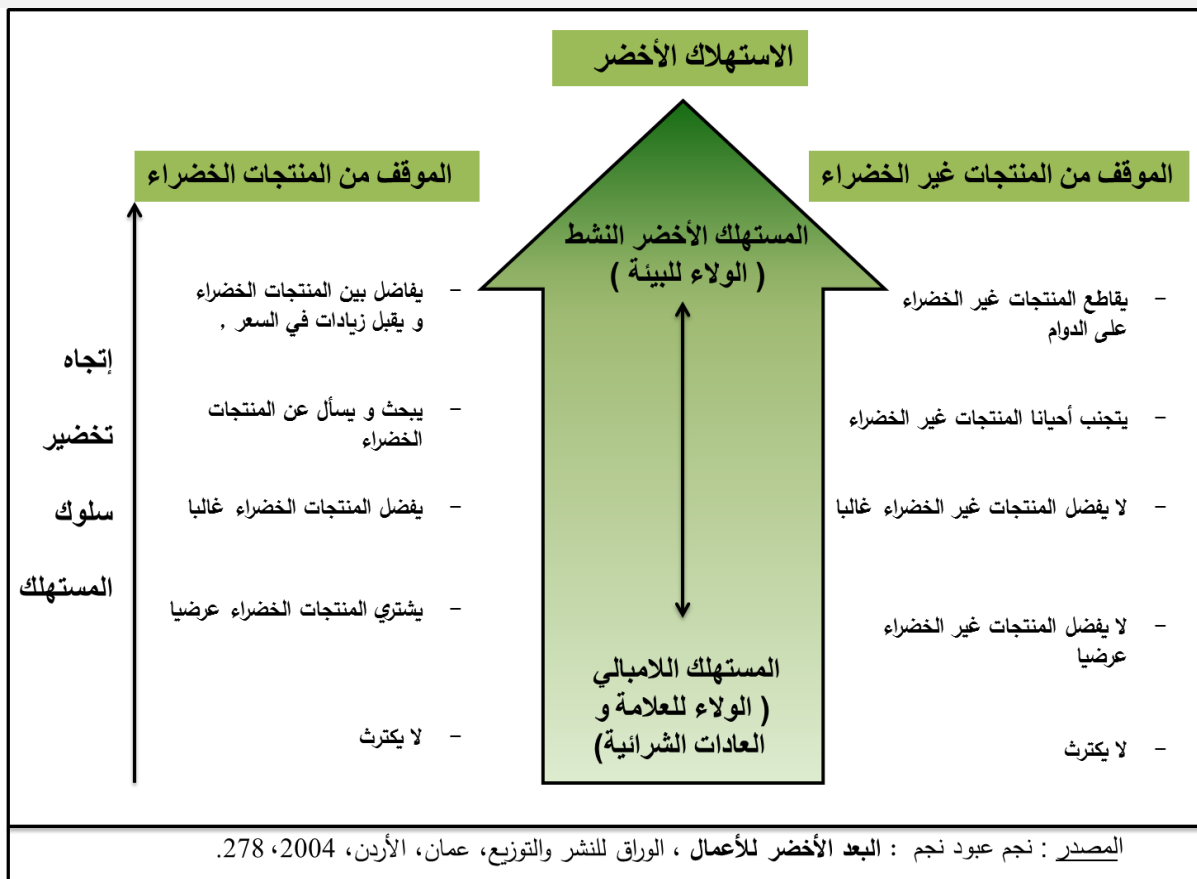 الاستهلاك الأخضر
الموقف من المنتجات غير الخضراء
- يقاطع المنتجات غير الخضراء
على الدوام
- يتجنب أحيانا المنتجات غير الخضراء
- لا يفضل المنتجات غير الخضراء غالبا
- لا يفضل المنتجات غير الخضراء
عرضيا
- لا يكترث
المستهلك الأخضر النشط
( الولاء للبيئة )
المستهلك اللامبالي
( الولاء للعلامة و
العادات الشرائية)
الموقف من المنتجات الخضراء
- يفاضل بين المنتجات الخضراء
و يقبل زيادات في السعر ,
- يبحث و يسأل عن المنتجات
الخضراء
- يفضل المنتجات الخضراء غالبا
- يشتري المنتجات الخضراء عرضيا
- لا يكترث
إتجاه
تخضير
سلوك
المستهلك
المصدر : نجم عبود نجم : البعد الأخضر للأعمال ، الوراق للنشر والتوزيع، عمان، الأردن، 2004، 278.